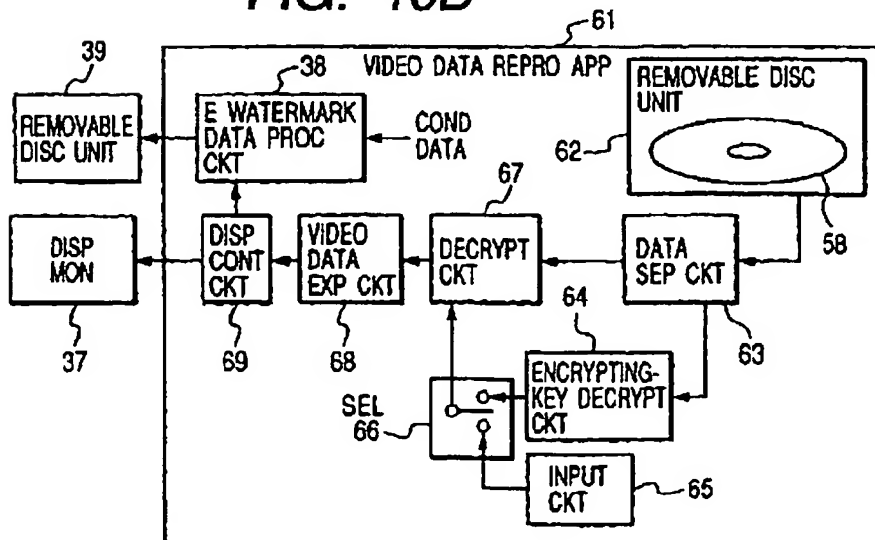 61
39
38
VIDEO DATA REPRO APP
REMOVABLE DISC
UNIT
REMOVABLE
DISC UNIT
E WATERMARK
DATA PROC
CKT
COND
DATA
62
67
58
DISP
MON
DISP
CONT
CKT
VIDEO
DATA
EXP CKT
DECRYPT
CKT
DATA
SEP CKT
64
37
69
68
63
ENCRYPTING-
KEY DECRYPT
CKT
SEL
66
INPUT
CKT
65